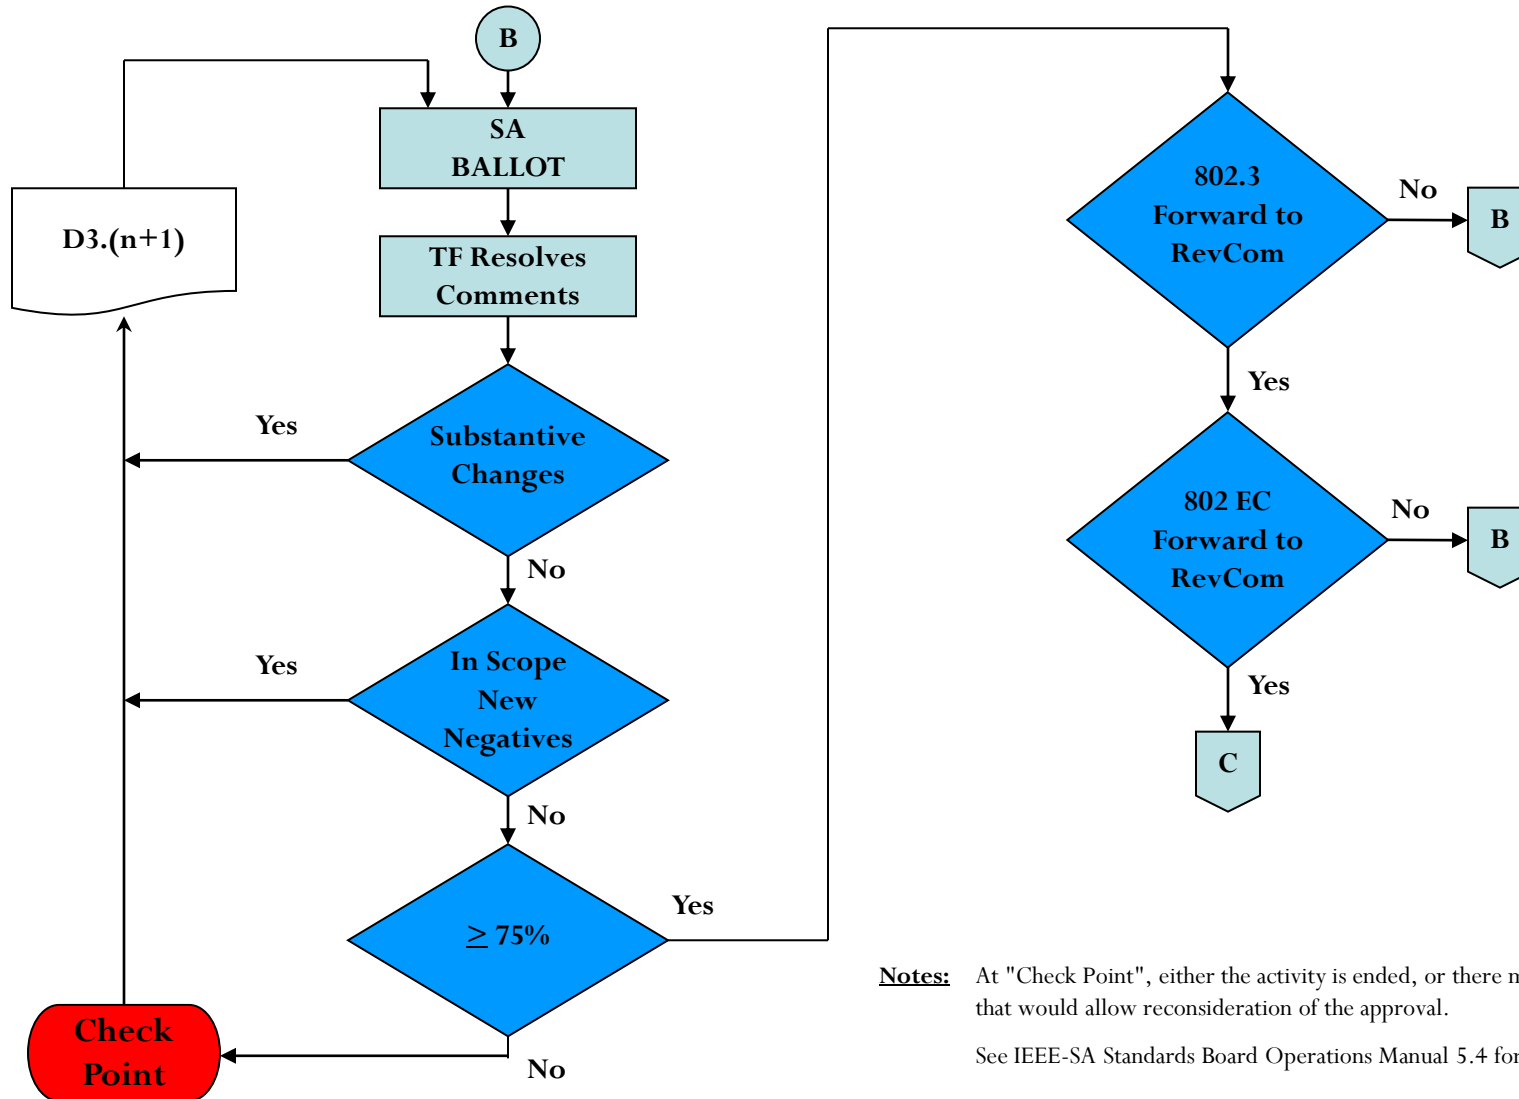 B
SA
BALLOT
D3.(n+1)
TF Resolves
Comments
Yes
Substantive
Changes
No
Yes
In Scope
New
Negatives
No
≥ 75%
Yes
Check
Point
No
802.3
Forward to
RevCom
No
B
Yes
802 EC
Forward to
RevCom
No
B
Yes
C
Notes: At "Check Point", either the activity is ended, or there
that would allow reconsideration of the approval.
See IEEE-SA Standards Board Operations Manual 5.4 for